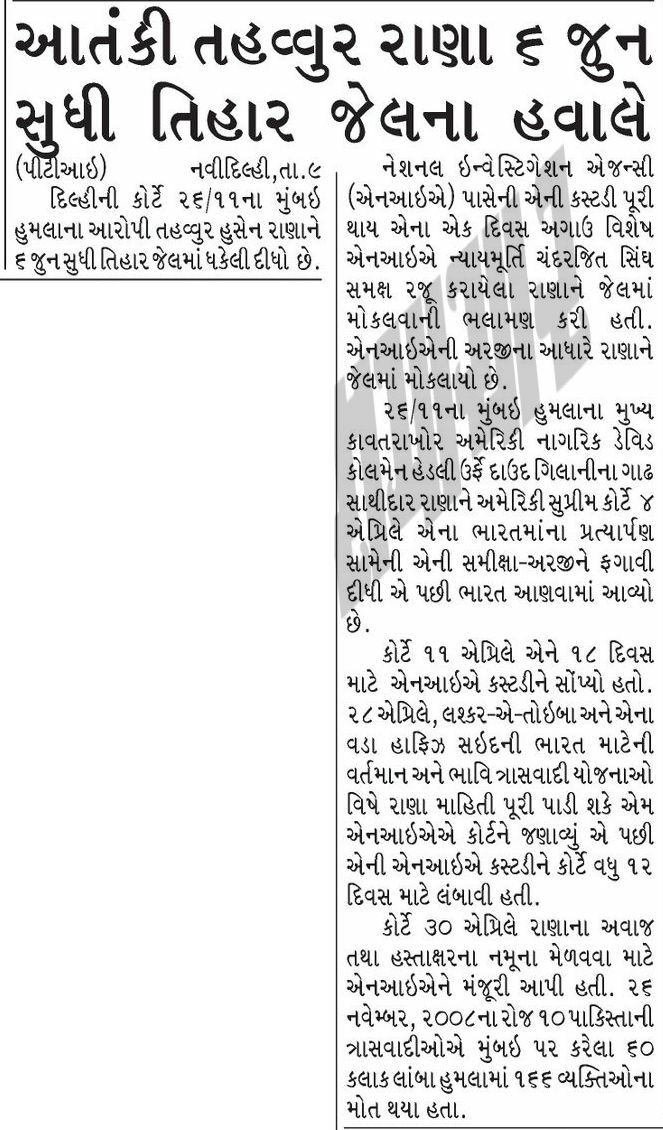 આતંકી તહવ્વુર રાણા ૬ જુન
સુધી તિહાર જેલના હવાલે
(પીટીઆઇ) નવીદિલ્હી,તા.૯
દિલ્હીની કોર્ટે ૨૬/૧૧ના મુંબઇ
હુમલાના આરોપી તહવ્વુર હુસેન રાણાને
૬ જુન સુધી તિહાર જેલમાં ધકેલી દીધો છે.
નેશનલ ઇન્વેસ્ટિગેશન એજન્સી
(એનઆઇએ) પાસેની એની કસ્ટડી પૂરી
થાય એના એક દિવસ અગાઉ વિશેષ
એનઆઇએ ન્યાયમૂર્તિ ચંદરજિત સિંઘ
સમક્ષ રજૂ કરાયેલા રાણાને જેલમાં
મોકલવાની ભલામણ કરી હતી.
એનઆઇએની અરજીના આધારે રાણાને
જેલમાં મોકલાયો છે.
૨૬/૧૧ના મુંબઇ હુમલાના મુખ્ય
કાવતરાખોર અમેરિકી નાગરિક ડેવિડ
કોલમેન હેડલી ઉર્ફે દાઉદ ગિલાનીના ગાઢ
સાથીદાર રાણાને અમેરિકી સુપ્રીમ કોર્ટે ૪
એપ્રિલે એના ભારતમાંના પ્રત્યાર્પણ
સામેની એની સમીક્ષા-અરજીને ફગાવી
દીધી એ પછી ભારત આણવામાં આવ્યો
છે.
કોર્ટે ૧૧ એપ્રિલે એને ૧૮ દિવસ
માટે એનઆઇએ કસ્ટડીને સોંપ્યો હતો.
૨૮ એપ્રિલે, લશ્કર-એ-તોઇબા અને એના
વડા હાફિઝ સઇદની ભારત માટેની
વર્તમાન અને ભાવિ ત્રાસવાદી યોજનાઓ
વિષે રાણા માહિતી પૂરી પાડી શકે એમ
એનઆઇએએ કોર્ટને જણાવ્યું એ પછી
એની એનઆઇએ કસ્ટડીને કોર્ટે વધુ ૧૨
દિવસ માટે લંબાવી હતી.
કોર્ટે ૩૦ એપ્રિલે રાણાના અવાજ
તથા હસ્તાક્ષરના નમૂના મેળવવા માટે
એનઆઇએને મંજૂરી આપી હતી. ૨૬
નવેમ્બર, ૨૦૦૮ના રોજ ૧૦ પાકિસ્તાની
ત્રાસવાદીઓએ મુંબઇ પર કરેલા ૬૦
કલાક લાંબા હુમલામાં ૧૬૬ વ્યક્તિઓના
મોત થયા હતા.